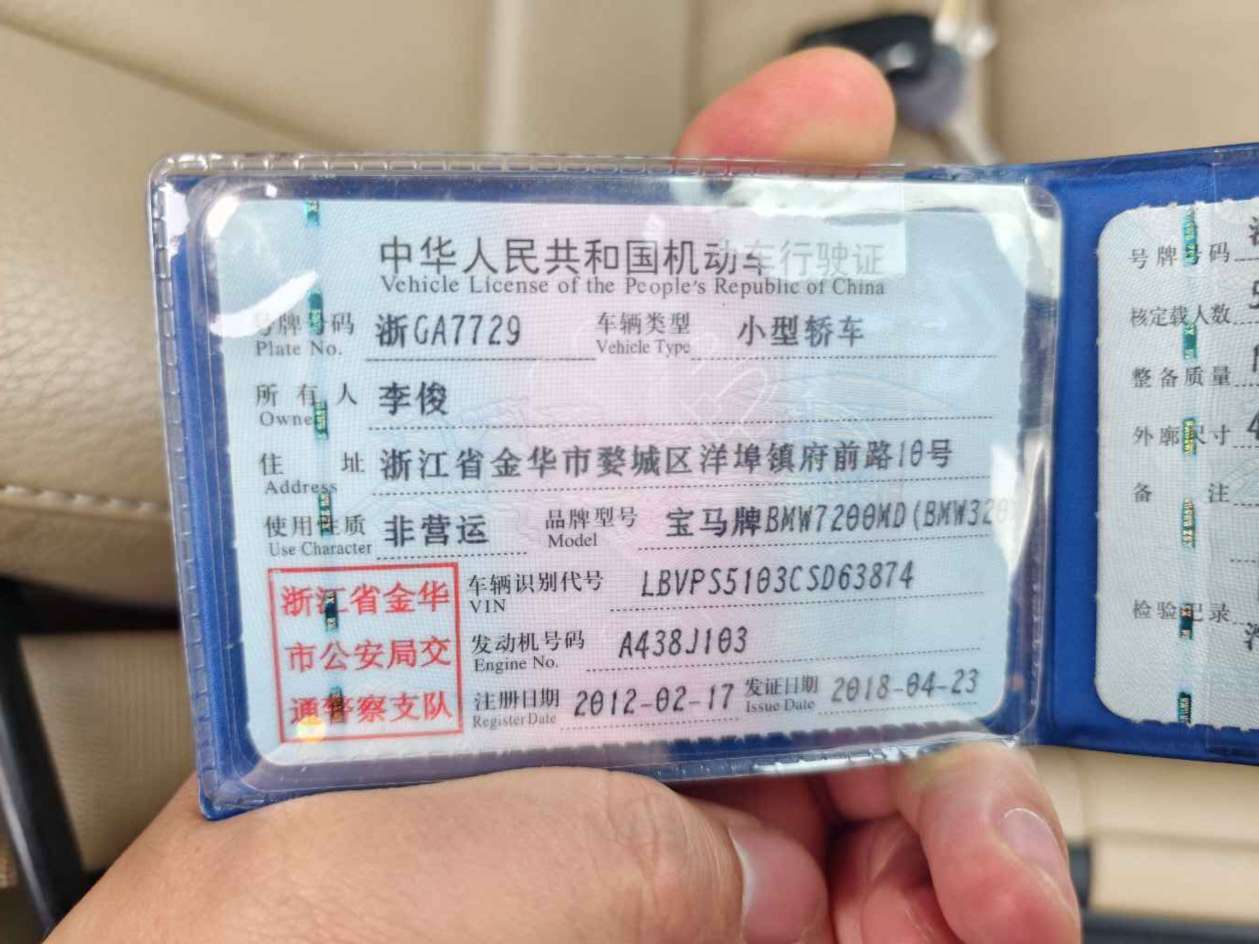 中华人民共和国机动车行驶证
Vehicle License of the People's Republic of China
号牌号码 浙GA7729 车辆类型 小型轿车
Plate No. Vehicle Type
所有人 李俊
Owner
住址 浙江省金华市婺城区洋埠镇府前路10号
Address
使用性质 非营运 品牌型号 宝马牌BMW7200MD(BMW320
Use Character Model
浙江省金华
市公安局交
通警察支队
车辆识别代号 LBVPS5103CSD63874
VIN
发动机号码 A438J103
Engine No.
注册日期 2012-02-17 发证日期 2018-04-23
Register Date Issue Date
号牌号码
核定载人数
整备质量
外廓尺寸
备注
检验记录